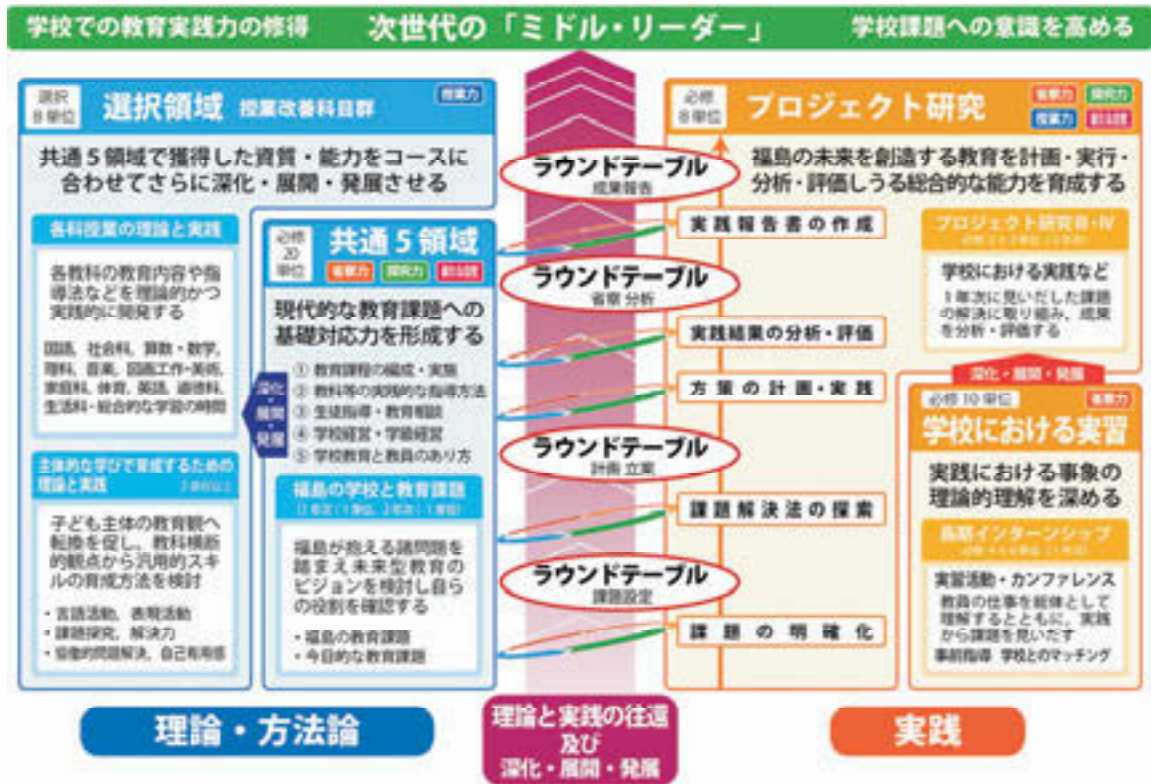 学校での教育実践力の修得
次世代の「ミドル・リーダー」
学校課題への意識を高める
選択
8単位
選択領域 授業改善科目群
授業力
共通5領域で獲得した資質・能力をコースに
合わせてさらに深化・展開・発展させる
各科授業の理論と実践
各教科の教育内容や指
導法などを理論的かつ
実践的に開発する
国語, 社会科, 算数・数学,
理科, 音楽, 図画工作・美術,
家庭科, 体育, 英語, 道徳科,
生活科・総合的な学習の時間
主体的な学びで育成するための
理論と実践
子ども主体の教育観へ
転換を促し、教科横断
的観点から汎用的スキ
ルの育成方法を検討
・言語活動、表現活動
・課題探究、解決力
・協働的問題解決、自己有用感
必修
20
単位
共通5領域
省察力 探究力
現代的な教育課題への
基礎対応力を形成する
① 教育課程の編成・実施
② 教科等の実践的な指導方法
③ 生徒指導・教育相談
④ 学校経営・学級経営
⑤ 学校教育と教員のあり方
深化・展開・発展
福島の学校と教育課題
福島が抱える諸問題を
踏まえ未来型教育の
ビジョンを検討し自ら
の役割を確認する
・福島の教育課題
・今日的な教育課題
ラウンドテーブル
成果報告
ラウンドテーブル
省察 分析
ラウンドテーブル
計画 立案
ラウンドテーブル
課題設定
必修
8単位
プロジェクト研究
省察力 探究力
授業力
福島の未来を創造する教育を計画・実行・
分析・評価しうる総合的な能力を育成する
実践報告書の作成
実践結果の分析・評価
方策の計画・実践
課題解決法の探索
課題の明確化
プロジェクト研究Ⅲ・Ⅳ
学校における実践など
1年次に見いだした課題
の解決に取り組み、成果
を分析・評価する
深化・展開・発展
必修10単位
省察力
学校における実習
実践における事象の
理論的理解を深める
長期インターンシップ
実習活動・カンファレンス
教員の仕事を総体として
理解するとともに、実践
から課題を見いだす
事前指導 学校とのマッチング
理論・方法論
理論と実践の往還
及び
深化・展開・発展
実践